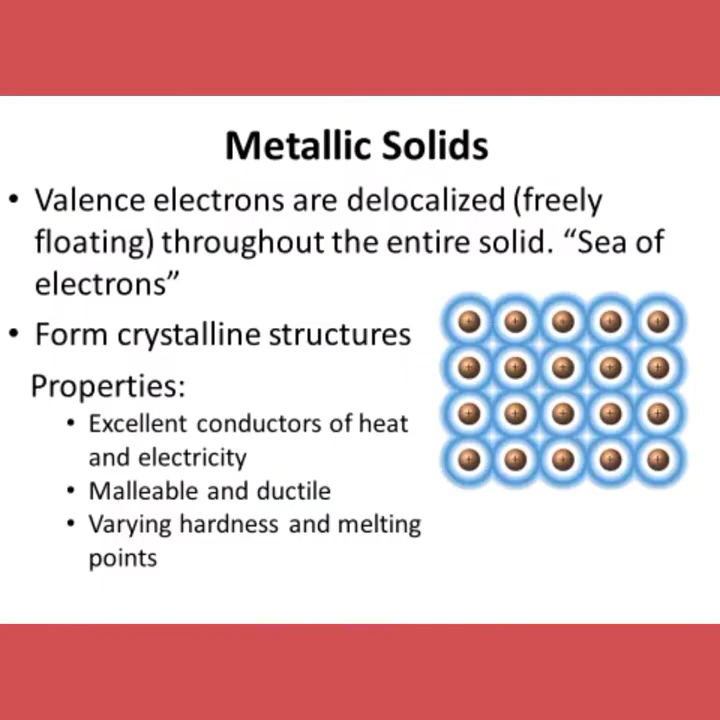 Metallic Solids
• Valence electrons are delocalized (freely
floating) throughout the entire solid. “Sea of
electrons”
• Form crystalline structures
Properties:
• Excellent conductors of heat
and electricity
• Malleable and ductile
• Varying hardness and melting
points
+ + + + +
+ + + + +
+ + + + +
+ + + + +